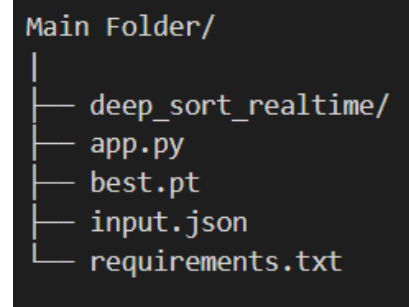 Main Folder/
│
├── deep_sort_realtime/
├── app.py
├── best.pt
├── input.json
└── requirements.txt